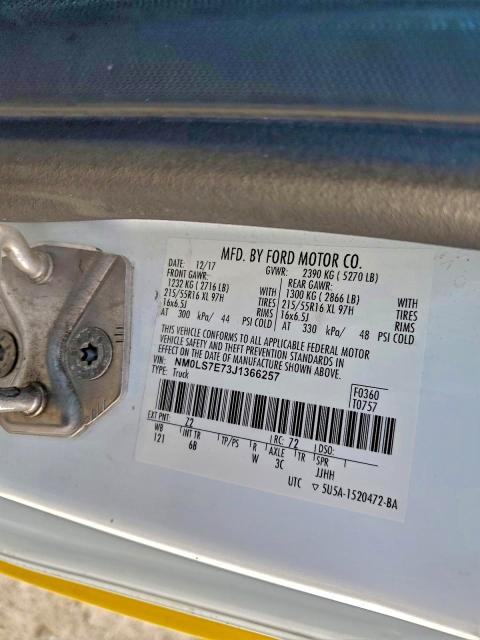 MFD. BY FORD MOTOR CO.
DATE: 12/17 GVWR: 2390 KG ( 5270 LB)
FRONT GAWR: REAR GAWR:
1232 KG ( 2716 LB) WITH 1300 KG ( 2866 LB) WITH
215/55R16 XL 97H TIRES 215/55R16 XL 97H TIRES
16x6.5J RIMS 16x6.5J RIMS
AT 300 kPa/ 44 PSI COLD AT 330 kPa/ 48 PSI COLD
THIS VEHICLE CONFORMS TO ALL APPLICABLE FEDERAL MOTOR
VEHICLE SAFETY AND THEFT PREVENTION STANDARDS IN
EFFECT ON THE DATE OF MANUFACTURE SHOWN ABOVE.
VIN: NM0LS7E73J1366257 F0360
TYPE: Truck T0757
EXT PNT: Z2 RC: 72 DSO:
WB INT TR TP/PS R AXLE TR SPR
121 6B W 3C JJHH
UTC ▽ 5U5A-1520472-BA